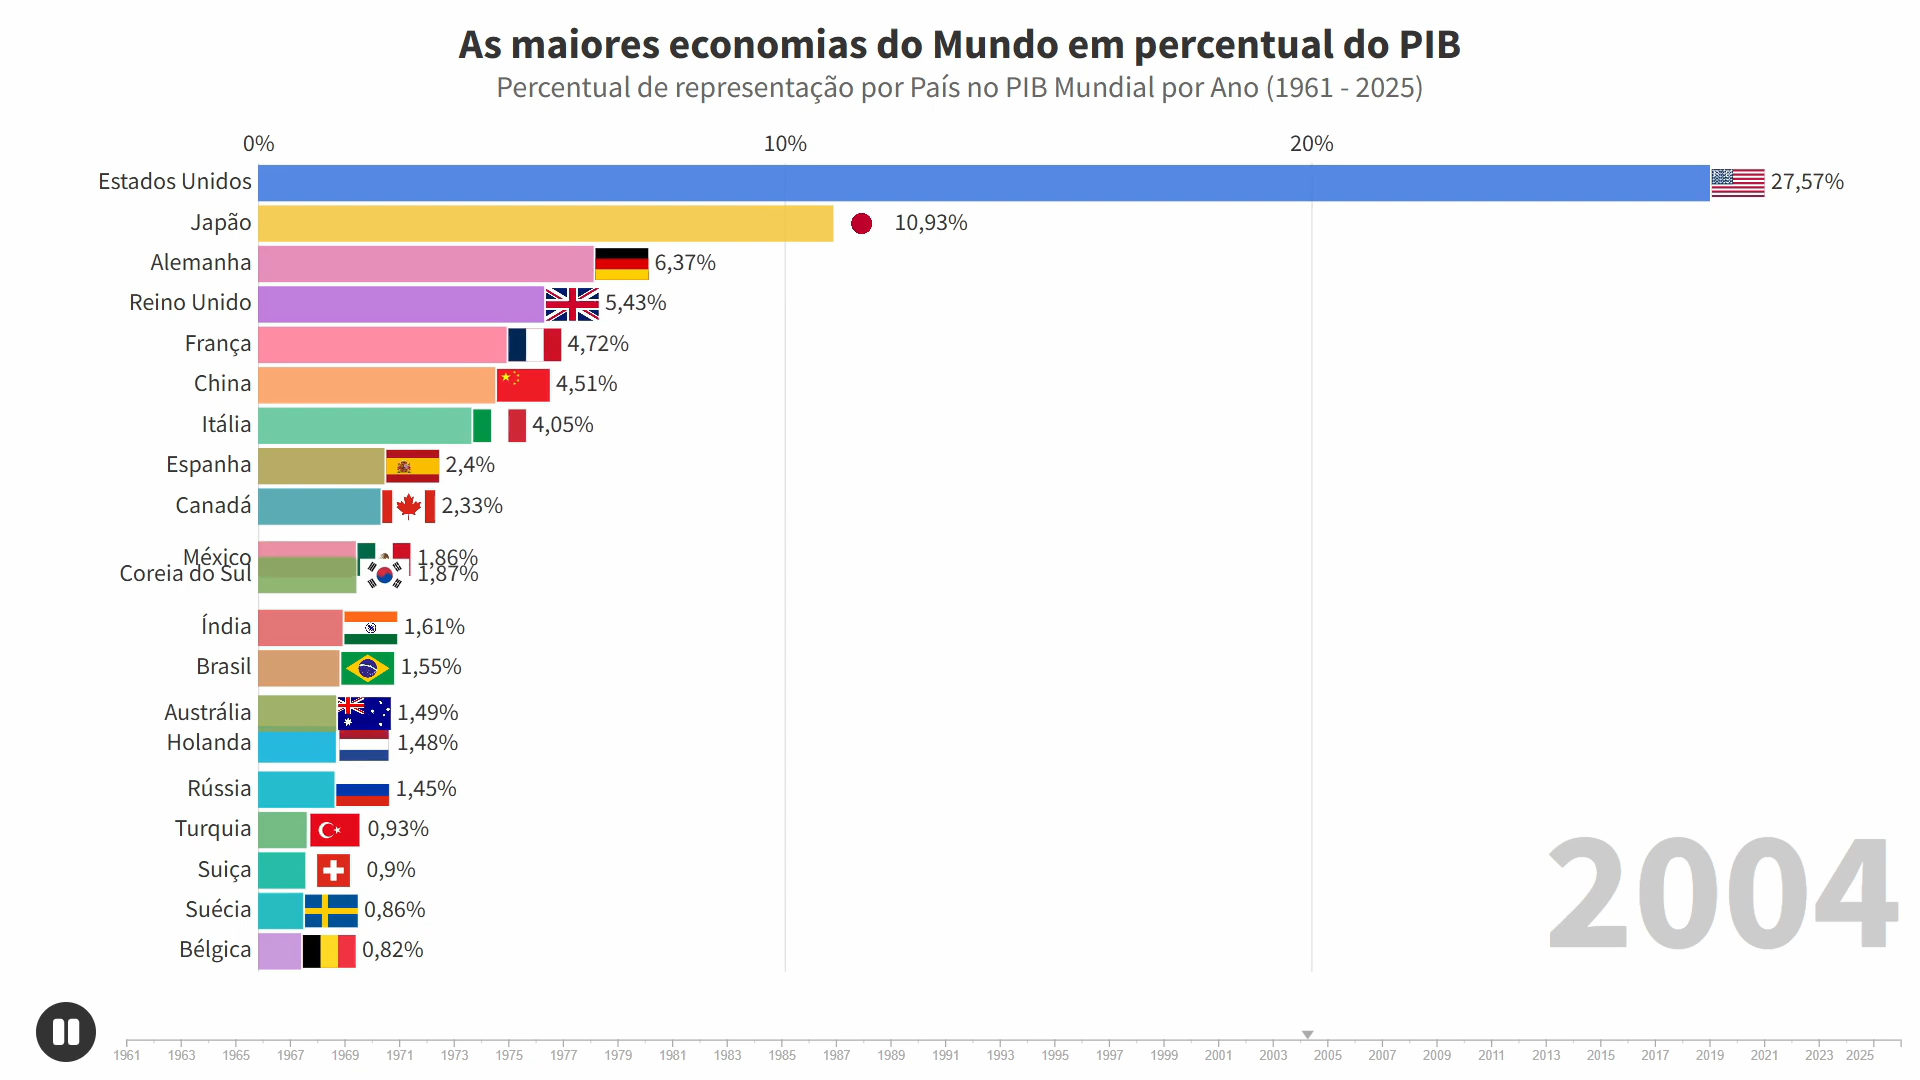 As maiores economias do Mundo em percentual do PIB
Percentual de representação por País no PIB Mundial por Ano (1961 - 2025)
0% 10% 20%
Estados Unidos 27,57%
Japão 10,93%
Alemanha 6,37%
Reino Unido 5,43%
França 4,72%
China 4,51%
Itália 4,05%
Espanha 2,4%
Canadá 2,33%
México 1,86%
Coreia do Sul 1,87%
Índia 1,61%
Brasil 1,55%
Austrália 1,49%
Holanda 1,48%
Rússia 1,45%
Turquia 0,93%
Suiça 0,9%
Suécia 0,86%
Bélgica 0,82%
2004
1961 1963 1965 1967 1969 1971 1973 1975 1977 1979 1981 1983 1985 1987 1989 1991 1993 1995 1997 1999 2001 2003 2005 2007 2009 2011 2013 2015 2017 2019 2021 2023 2025